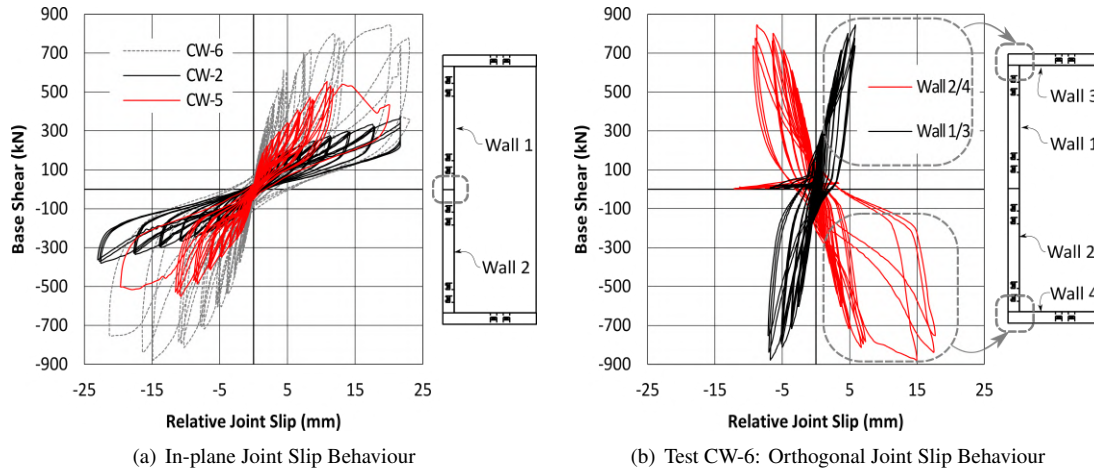 900
700
500
300
100
-100
-300
-500
-700
-900
Base Shear (kN)
CW-6
CW-2
CW-5
-25
-15
-5
5
15
25
Relative Joint Slip (mm)
Wall 1
Wall 2
(a) In-plane Joint Slip Behaviour
900
700
500
300
100
-100
-300
-500
-700
-900
Base Shear (kN)
Wall 2/4
Wall 1/3
-25
-15
-5
5
15
25
Relative Joint Slip (mm)
Wall 3
Wall 1
Wall 2
Wall 4
(b) Test CW-6: Orthogonal Joint Slip Behaviour